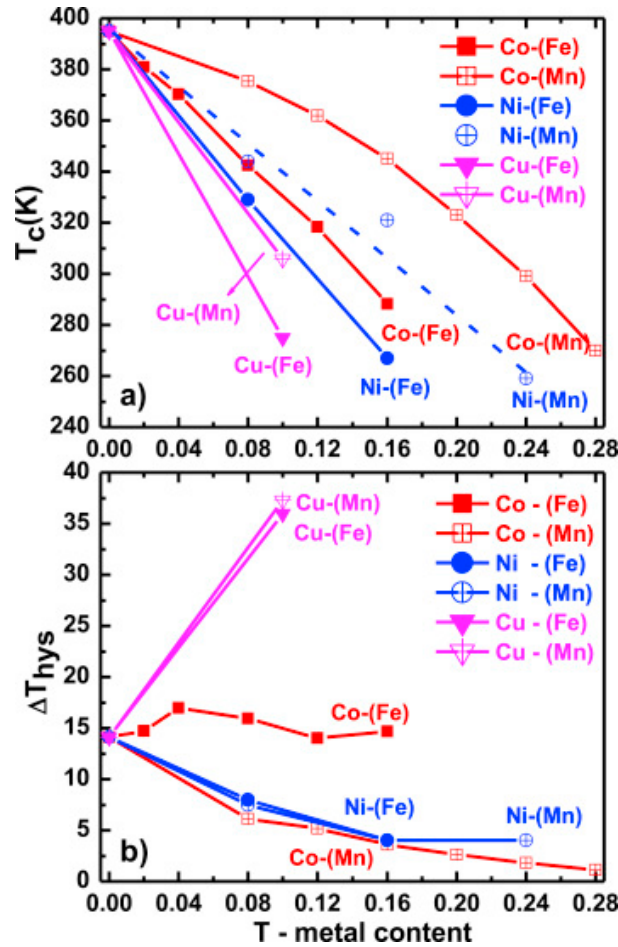 a)
400
380
360
340
320
300
280
260
240
Tc(K)
Co-(Fe)
Co-(Mn)
Ni-(Fe)
Ni-(Mn)
Cu-(Fe)
Cu-(Mn)
Cu-(Mn)
Cu-(Fe)
Co-(Fe)
Ni-(Fe)
Co-(Mn)
Ni-(Mn)
0.00 0.04 0.08 0.12 0.16 0.20 0.24 0.28
b)
40
35
30
25
20
15
10
5
0
ΔThys
Cu-(Mn)
Cu-(Fe)
Co - (Fe)
Co - (Mn)
Ni - (Fe)
Ni - (Mn)
Cu - (Fe)
Cu - (Mn)
Co-(Fe)
Ni-(Fe)
Ni-(Mn)
Co-(Mn)
0.00 0.04 0.08 0.12 0.16 0.20 0.24 0.28
T - metal content